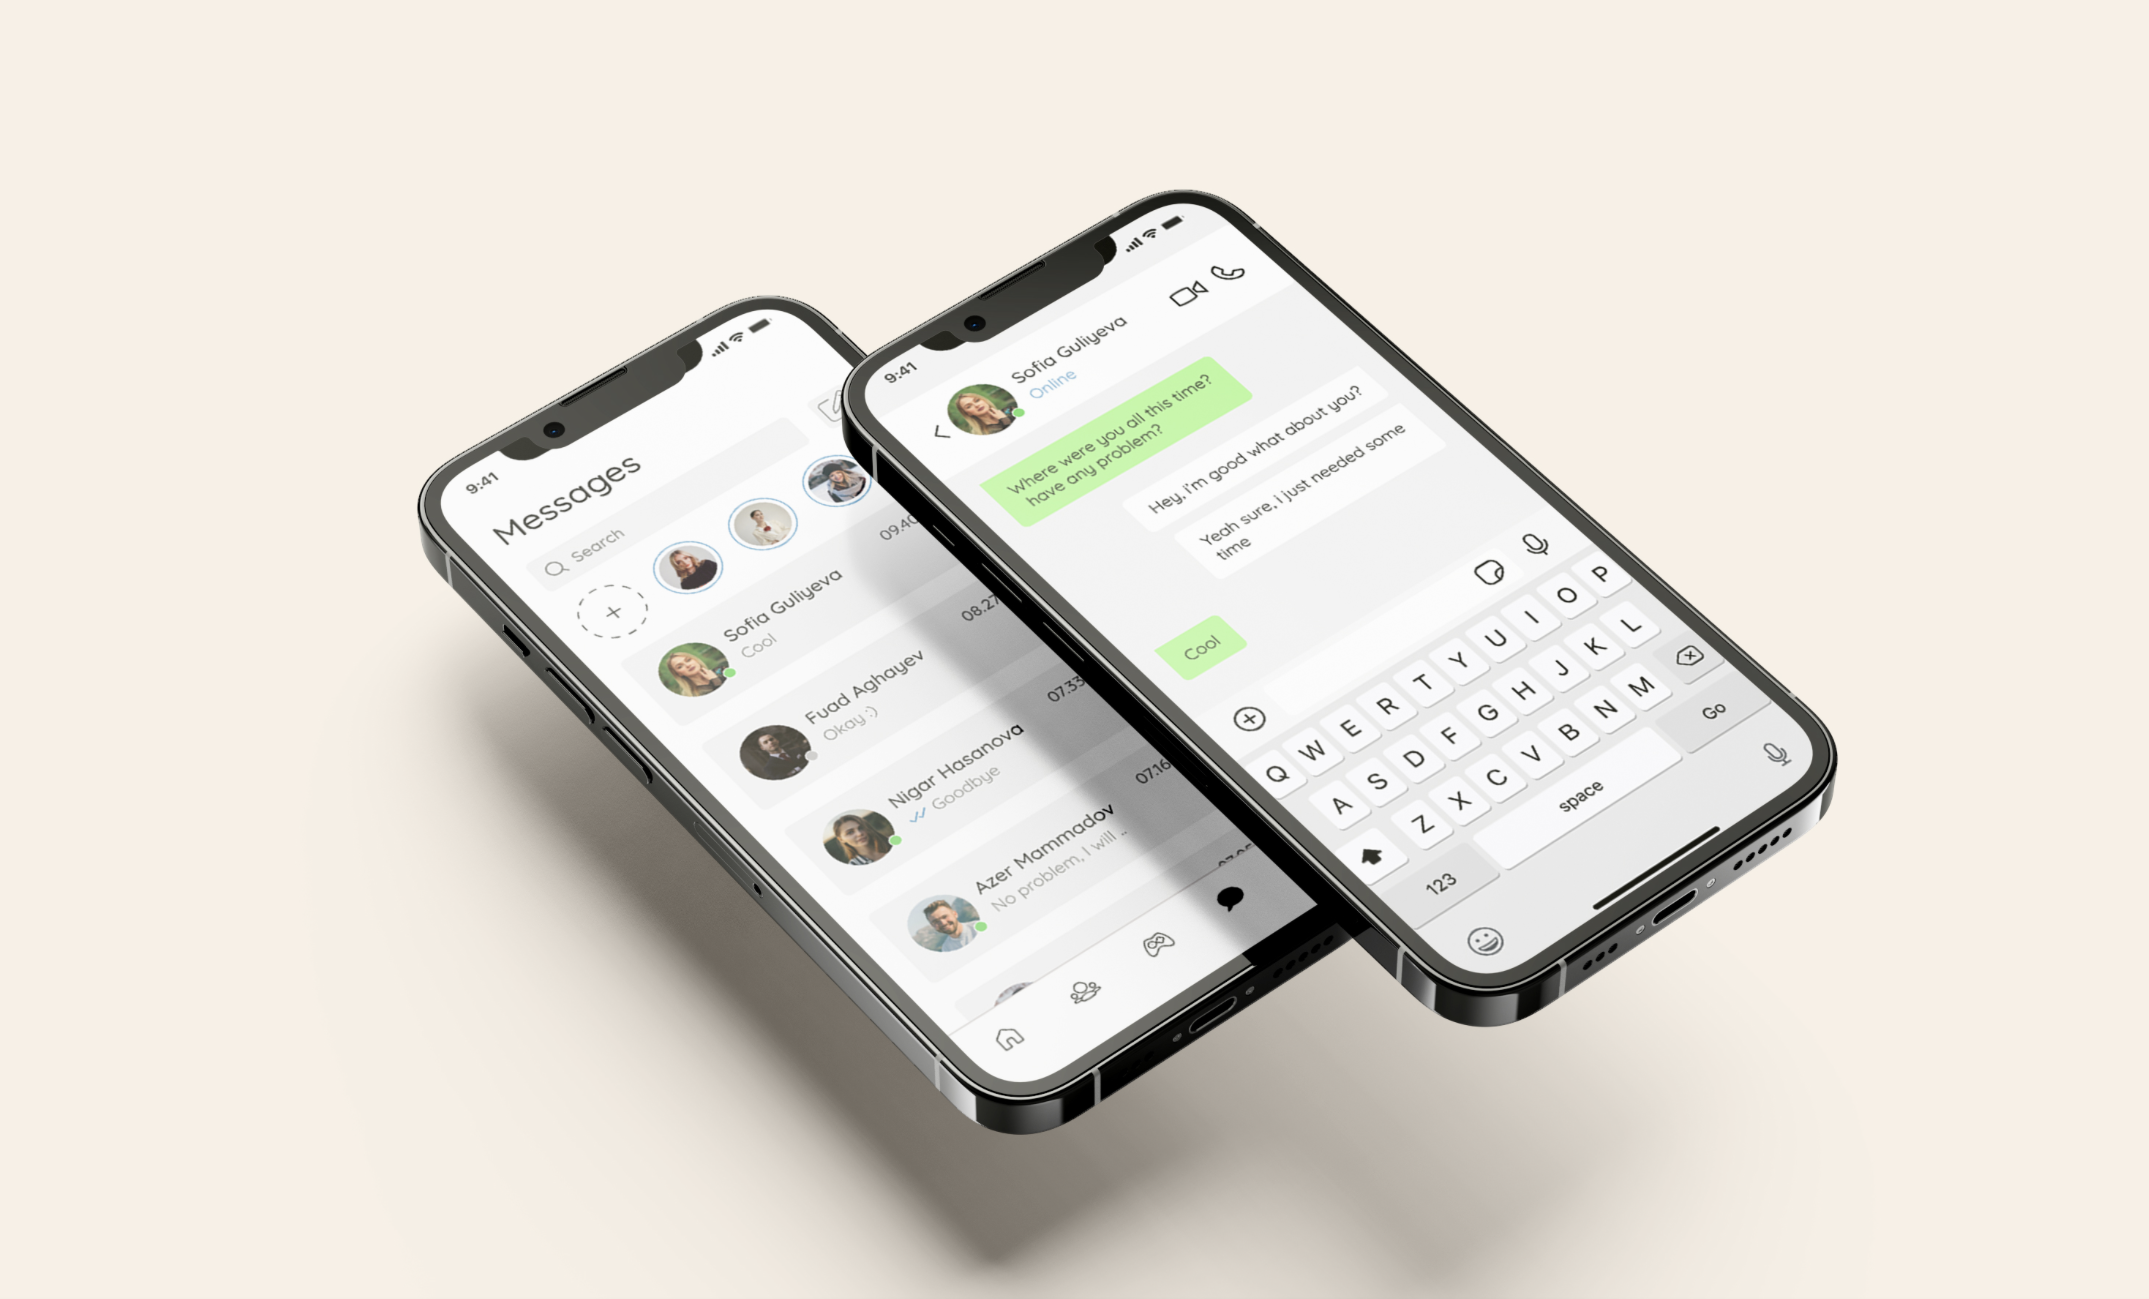 9:41
Messages
Search
Sofia Guliyeva
Cool
09.40
Fuad Aghayev
Okay :)
08.27
Nigar Hasanova
Goodbye
07.33
Azer Mammadov
No problem, I will ..
07.16
9:41
Sofia Guliyeva
Online
Where were you all this time?
have any problem?
Hey, i'm good what about you?
Yeah sure, i just needed some
time
Cool
Q W E R T Y U I O P
A S D F G H J K L
Z X C V B N M
123
space
Go